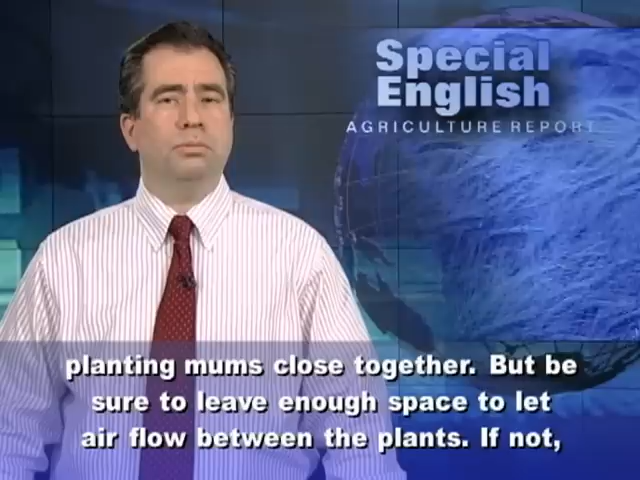 Special
English
AGRICULTURE REPORT
planting mums close together. But be
sure to leave enough space to let
air flow between the plants. If not,